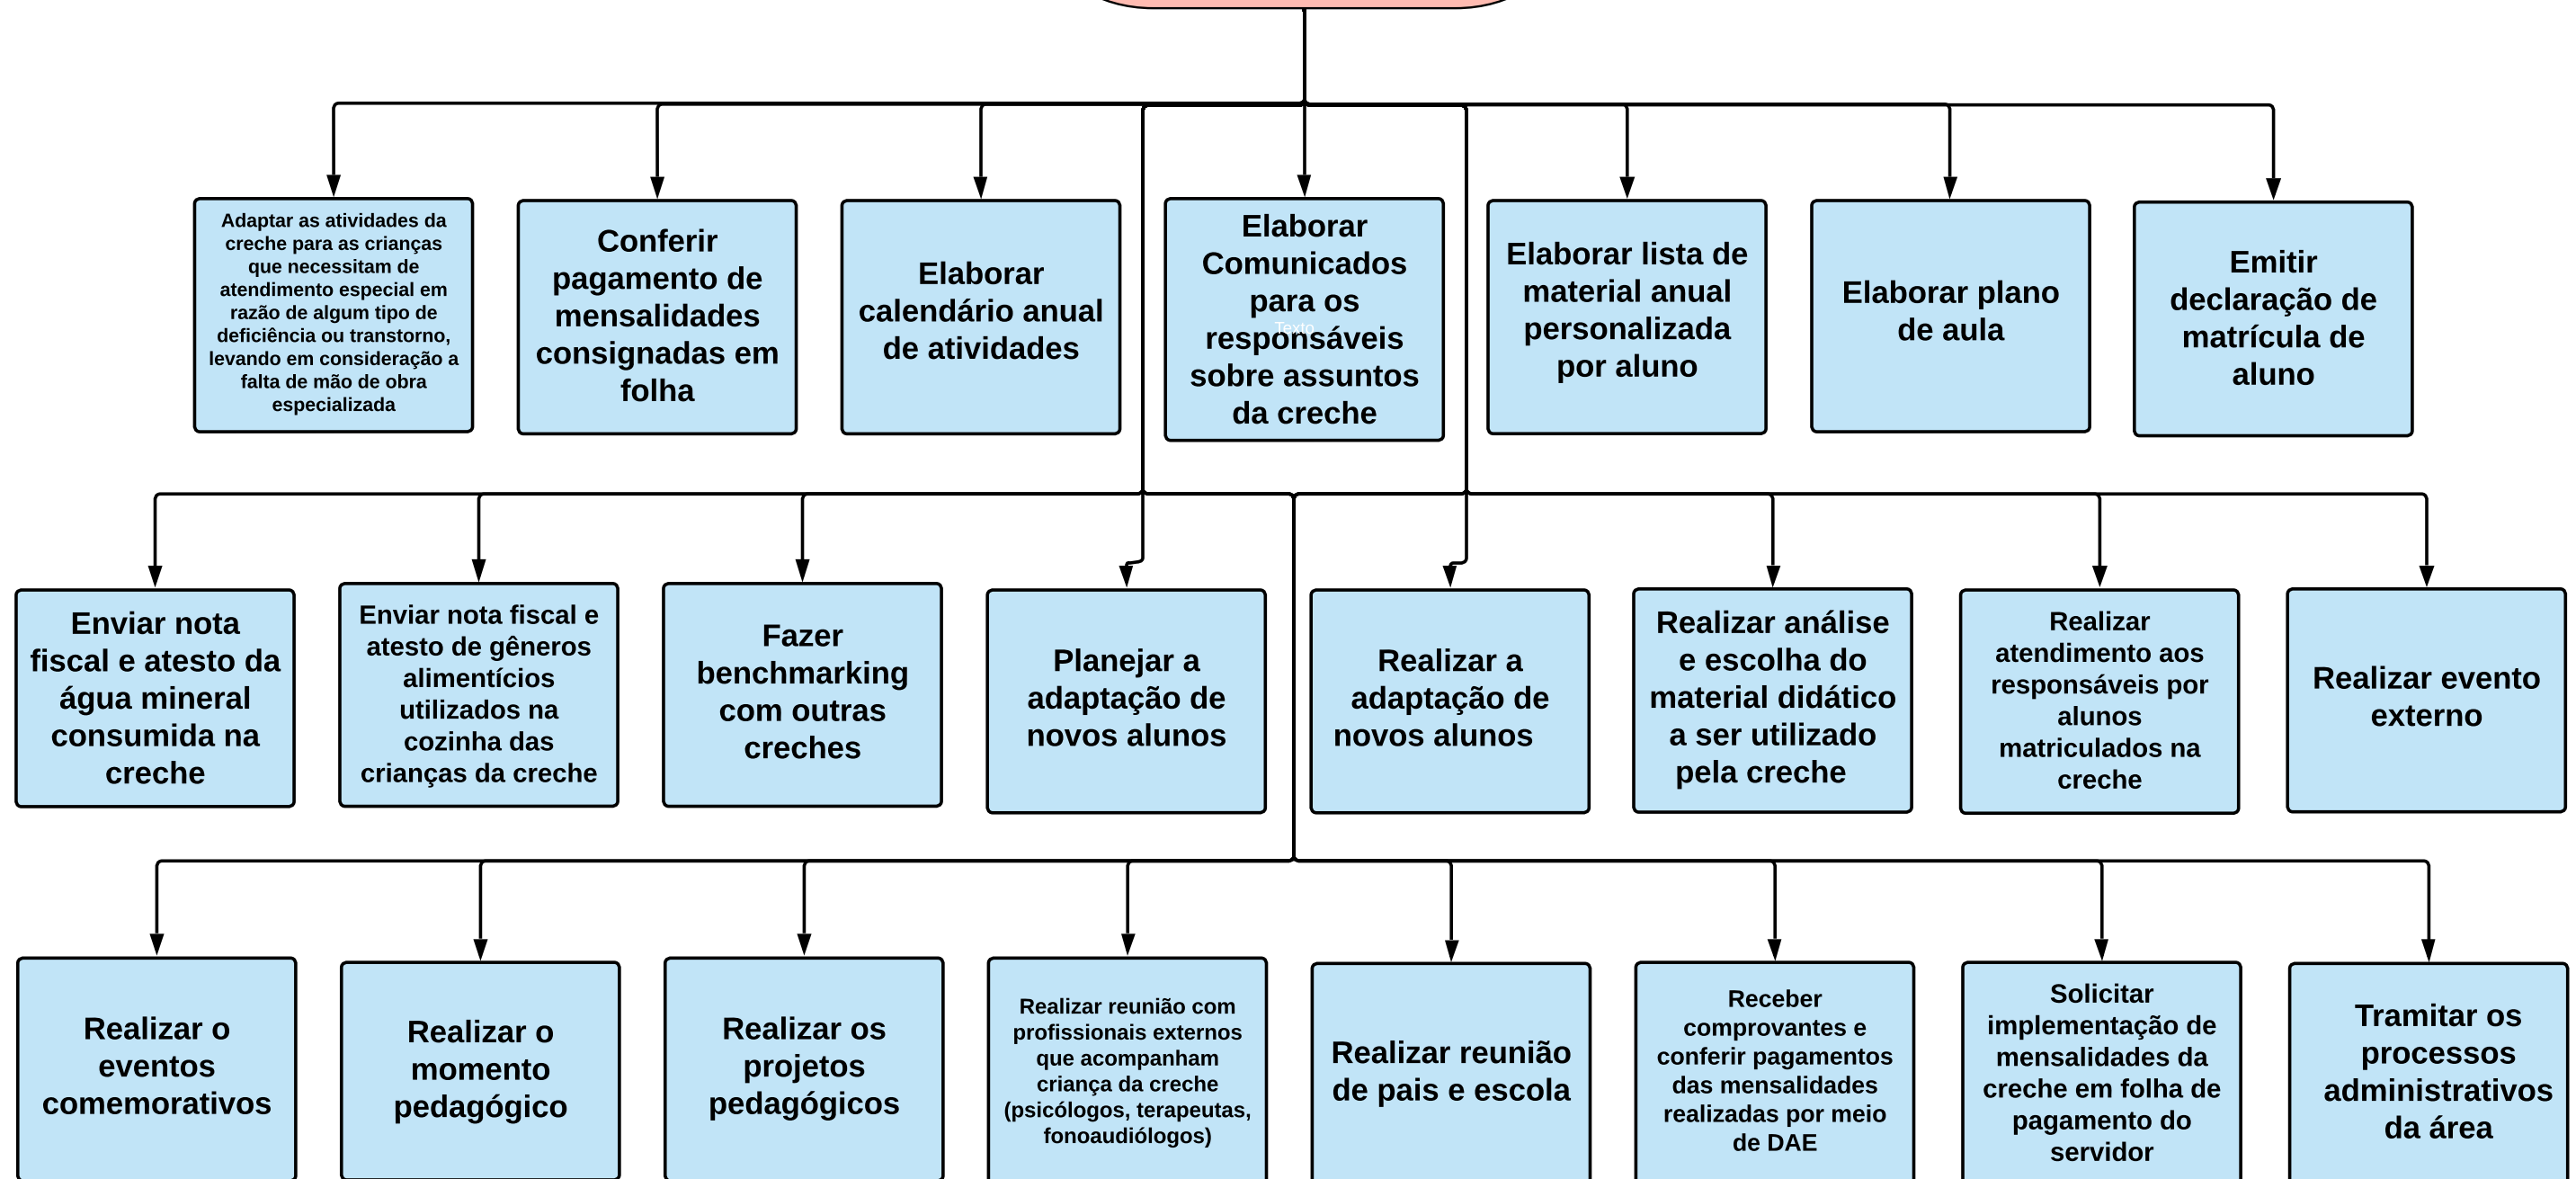 Adaptar as atividades da
creche para as crianças
que necessitam de
atendimento especial em
razão de algum tipo de
deficiência ou transtorno,
levando em consideração a
falta de mão de obra
especializada
Conferir
pagamento de
mensalidades
consignadas em
folha
Elaborar
calendário anual
de atividades
Elaborar
Comunicados
para os
Texto
responsáveis
sobre assuntos
da creche
Elaborar lista de
material anual
personalizada
por aluno
Elaborar plano
de aula
Emitir
declaração de
matrícula de
aluno
Enviar nota
fiscal e atesto da
água mineral
consumida na
creche
Enviar nota fiscal e
atesto de gêneros
alimentícios
utilizados na
cozinha das
crianças da creche
Fazer
benchmarking
com outras
creches
Planejar a
adaptação de
novos alunos
Realizar a
adaptação de
novos alunos
Realizar análise
e escolha do
material didático
a ser utilizado
pela creche
Realizar
atendimento aos
responsáveis por
alunos
matriculados na
creche
Realizar evento
externo
Realizar o
eventos
comemorativos
Realizar o
momento
pedagógico
Realizar os
projetos
pedagógicos
Realizar reunião com
profissionais externos
que acompanham
criança da creche
(psicólogos, terapeutas,
fonoaudiólogos)
Realizar reunião
de pais e escola
Receber
comprovantes e
conferir pagamentos
das mensalidades
realizadas por meio
de DAE
Solicitar
implementação de
mensalidades da
creche em folha de
pagamento do
servidor
Tramitar os
processos
administrativos
da área